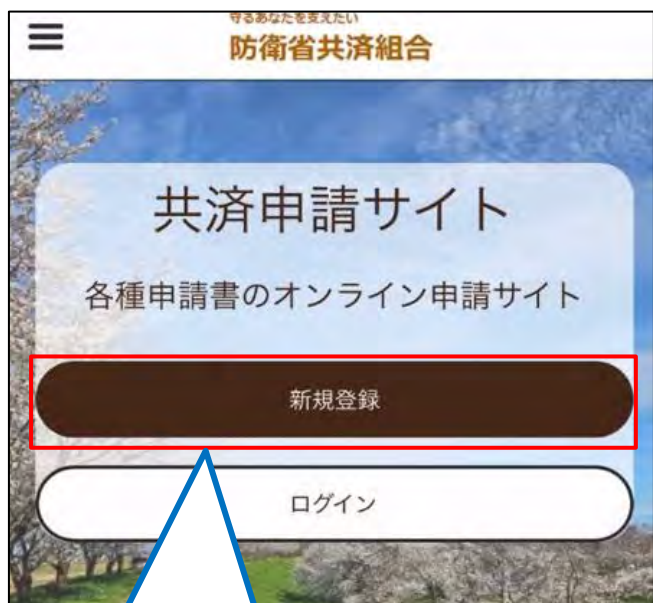 守るあなたを支えたい
防衛省共済組合
共済申請サイト
各種申請書のオンライン申請サイト
新規登録
ログイン